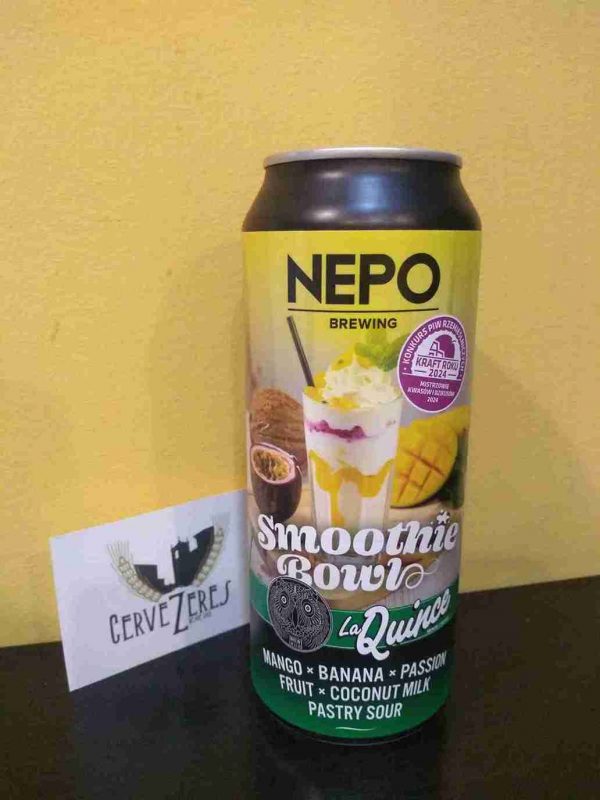 NEPO
BREWING
KONKURS PIW RZEMIEŚLNICZYCH
KRAFT ROKU
2024
MISTRZOWIE
KWASÓW I DZIKUSÓW
2024
Smoothie
Bowl
La Quince
MANGO × BANANA × PASSION
FRUIT × COCONUT MILK
PASTRY SOUR
CERVEZERES